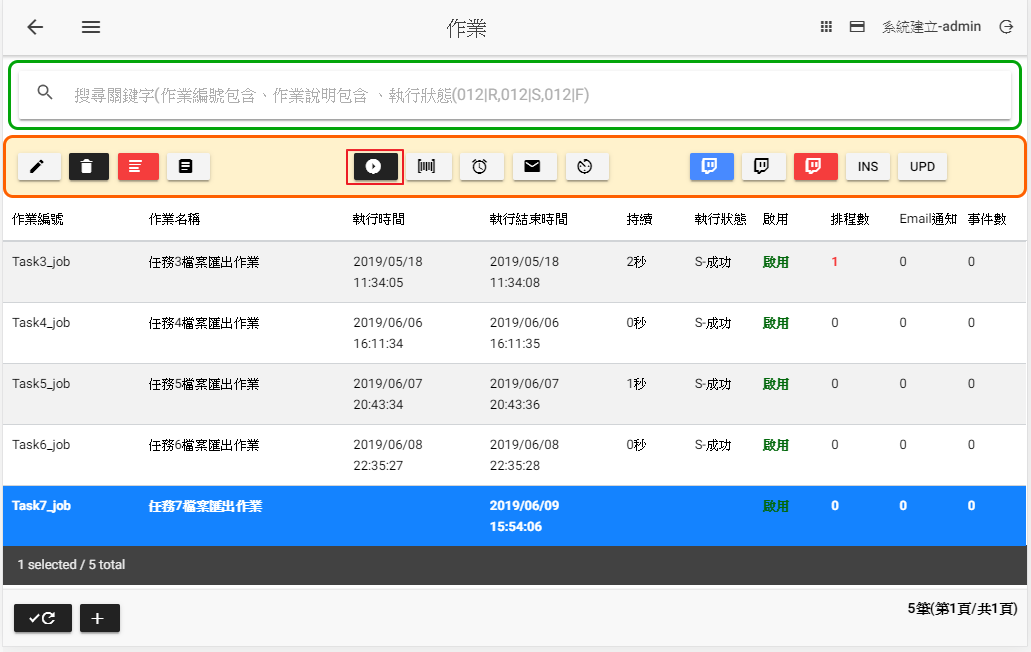 作業
系統建立-admin
搜尋關鍵字(作業編號包含、作業說明包含 、執行狀態(012|R,012|S,012|F)
INS UPD
作業編號 作業名稱 執行時間 執行結束時間 持續 執行狀態 啟用 排程數 Email通知 事件數
Task3_job 任務3檔案匯出作業 2019/05/18 2019/05/18 2秒 S-成功 啟用 1 0 0
11:34:05 11:34:08
Task4_job 任務4檔案匯出作業 2019/06/06 2019/06/06 0秒 S-成功 啟用 0 0 0
16:11:34 16:11:35
Task5_job 任務5檔案匯出作業 2019/06/07 2019/06/07 1秒 S-成功 啟用 0 0 0
20:43:34 20:43:36
Task6_job 任務6檔案匯出作業 2019/06/08 2019/06/08 0秒 S-成功 啟用 0 0 0
22:35:27 22:35:28
Task7_job 任務7檔案匯出作業 2019/06/09 啟用 0 0 0
15:54:06
1 selected / 5 total
5筆(第1頁/共1頁)